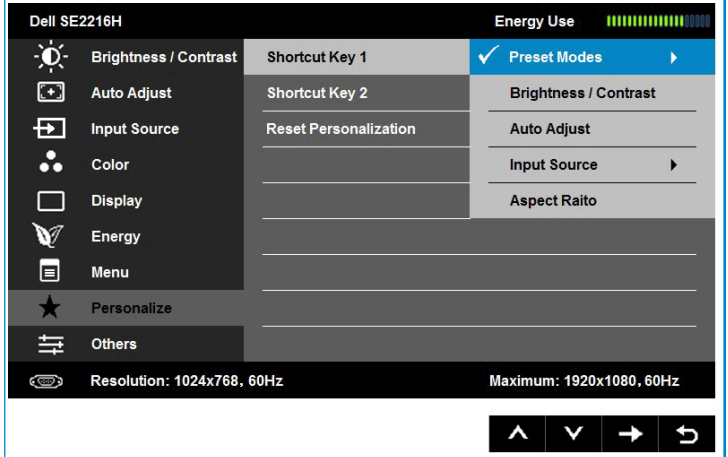 Dell SE2216H Energy Use
Brightness / Contrast
Auto Adjust
Input Source
Color
Display
Energy
Menu
Personalize
Others
Shortcut Key 1
Shortcut Key 2
Reset Personalization
Preset Modes
Brightness / Contrast
Auto Adjust
Input Source
Aspect Raito
Resolution: 1024x768, 60Hz Maximum: 1920x1080, 60Hz